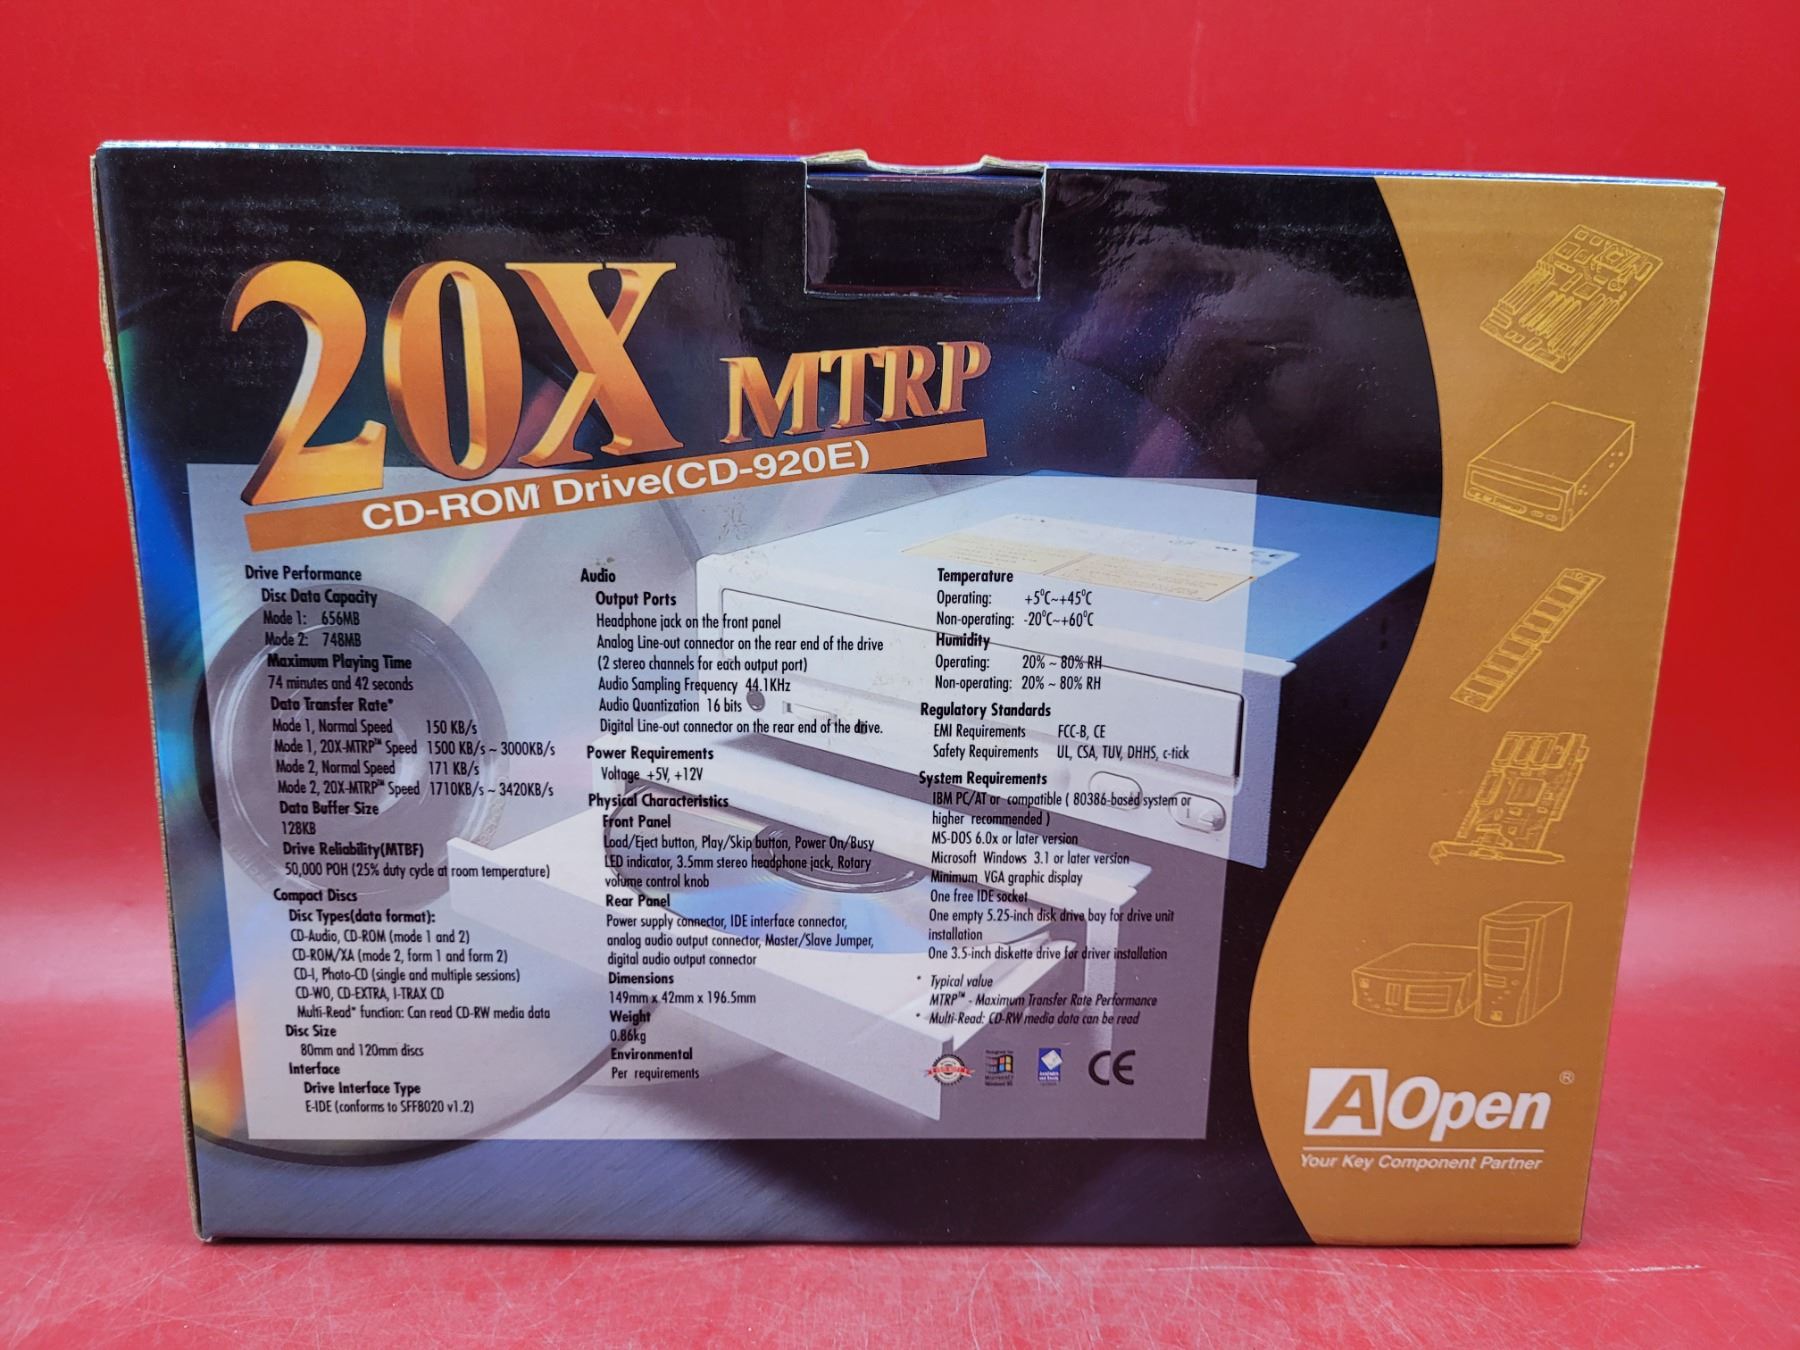 20X MTRP
CD-ROM Drive(CD-920E)
Drive Performance
Disc Data Capacity
Mode 1: 656MB
Mode 2: 748MB
Maximum Playing Time
74 minutes and 42 seconds
Data Transfer Rate*
Mode 1, Normal Speed 150 KB/s
Mode 1, 20X-MTRP™ Speed 1500 KB/s ~ 3000KB/s
Mode 2, Normal Speed 171 KB/s
Mode 2, 20X-MTRP™ Speed 1710KB/s ~ 3420KB/s
Data Buffer Size
128KB
Drive Reliability(MTBF)
50,000 POH (25% duty cycle at room temperature)
Compact Discs
Disc Types(data format):
CD-Audio, CD-ROM (mode 1 and 2)
CD-ROM/XA (mode 2, form 1 and form 2)
CD-I, Photo-CD (single and multiple sessions)
CD-WO, CD-EXTRA, I-TRAX CD
Multi-Read* function: Can read CD-RW media data
Disc Size
80mm and 120mm discs
Interface
Drive Interface Type
E-IDE (conforms to SFF8020 v1.2)
Audio
Output Ports
Headphone jack on the front panel
Analog Line-out connector on the rear end of the drive
(2 stereo channels for each output port)
Audio Sampling Frequency 44.1KHz
Audio Quantization 16 bits
Digital Line-out connector on the rear end of the drive.
Power Requirements
Voltage +5V, +12V
Physical Characteristics
Front Panel
Load/Eject button, Play/Skip button, Power On/Busy
LED indicator, 3.5mm stereo headphone jack, Rotary
volume control knob
Rear Panel
Power supply connector, IDE interface connector,
analog audio output connector, Master/Slave Jumper,
digital audio output connector
Dimensions
149mm x 42mm x 196.5mm
Weight
0.86kg
Environmental
Per requirements
Temperature
Operating: +5°C~+45°C
Non-operating: -20°C~+60°C
Humidity
Operating: 20% ~ 80% RH
Non-operating: 20% ~ 80% RH
Regulatory Standards
EMI Requirements FCC-B, CE
Safety Requirements UL, CSA, TUV, DHHS, c-tick
System Requirements
IBM PC/AT or compatible ( 80386-based system or
higher recommended )
MS-DOS 6.0x or later version
Microsoft Windows 3.1 or later version
Minimum VGA graphic display
One free IDE socket
One empty 5.25-inch disk drive bay for drive unit
installation
One 3.5-inch diskette drive for driver installation
* Typical value
MTRP™ - Maximum Transfer Rate Performance
* Multi-Read: CD-RW media data can be read
CE
AOpen®
Your Key Component Partner